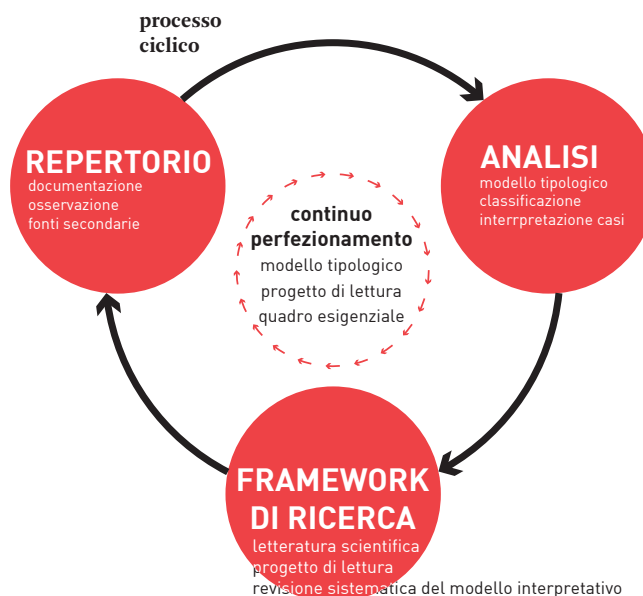 processo
ciclico
REPERTORIO
documentazione
osservazione
fonti secondarie
ANALISI
modello tipologico
classificazione
interrpretazione casi
continuo
perfezionamento
modello tipologico
progetto di lettura
quadro esigenziale
FRAMEWORK
DI RICERCA
letteratura scientifica
progetto di lettura
revisione sistematica del modello interpretativo